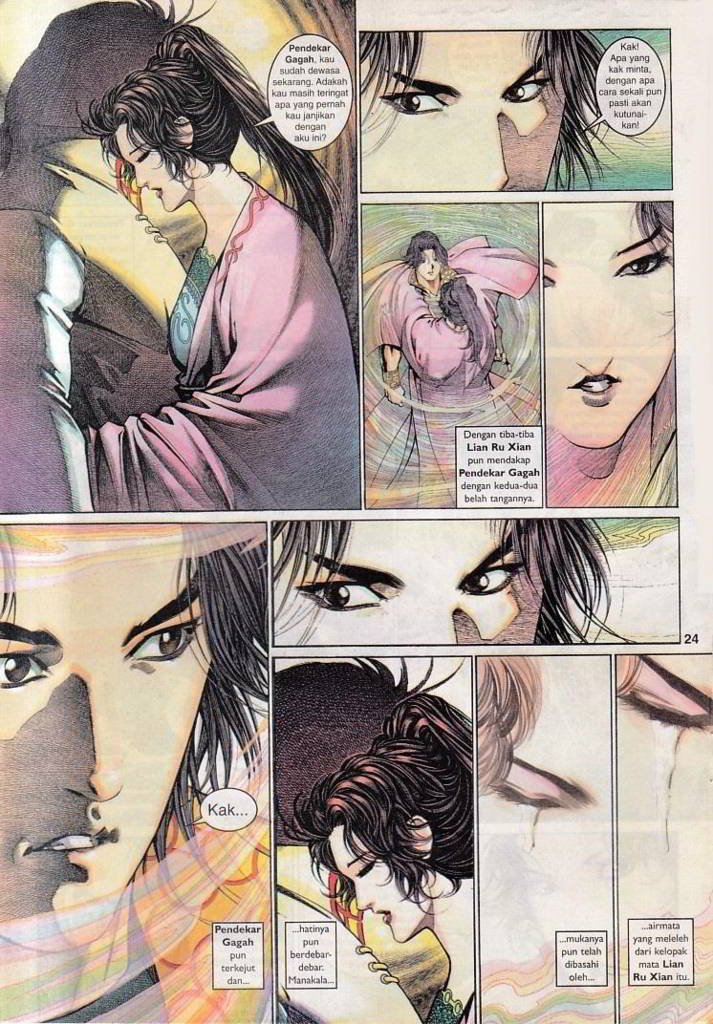 Pendekar
Gagah, kau
sudah dewasa
sekarang. Adakah
kau masih teringat
apa yang pernah
kau janjikan
dengan
aku ini?
Kak!
Apa yang
kak minta,
dengan apa
cara sekali pun
pasti akan
kutunai-
kan!
Dengan tiba-tiba
Lian Ru Xian
pun mendakap
Pendekar Gagah
dengan kedua-dua
belah tangannya.
24
Kak...
Pendekar
Gagah
pun
terkejut
dan...
...hatinya
pun
berdebar-
debar.
Manakala...
...mukanya
pun telah
dibasahi
oleh...
...airmata
yang meleleh
dari kelopak
mata Lian
Ru Xian itu.